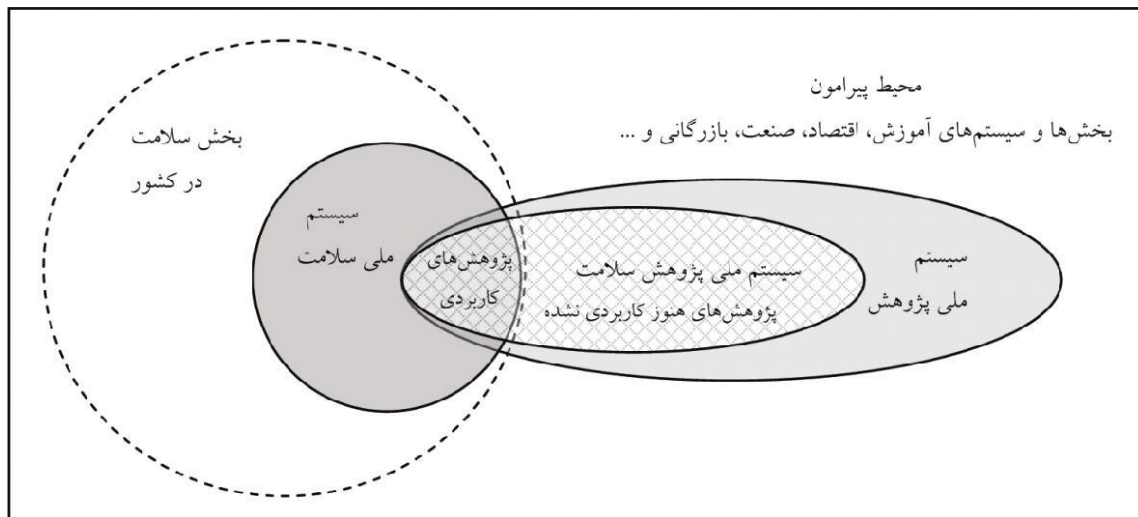 محیط پیرامون
بخش‌ها و سیستم‌های آموزش، اقتصاد، صنعت، بازرگانی و ...
بخش سلامت
در کشور
سیستم
ملی سلامت
پژوهش‌های
کاربردی
سیستم ملی پژوهش سلامت
پژوهش‌های هنوز کاربردی نشده
سیستم
ملی پژوهش